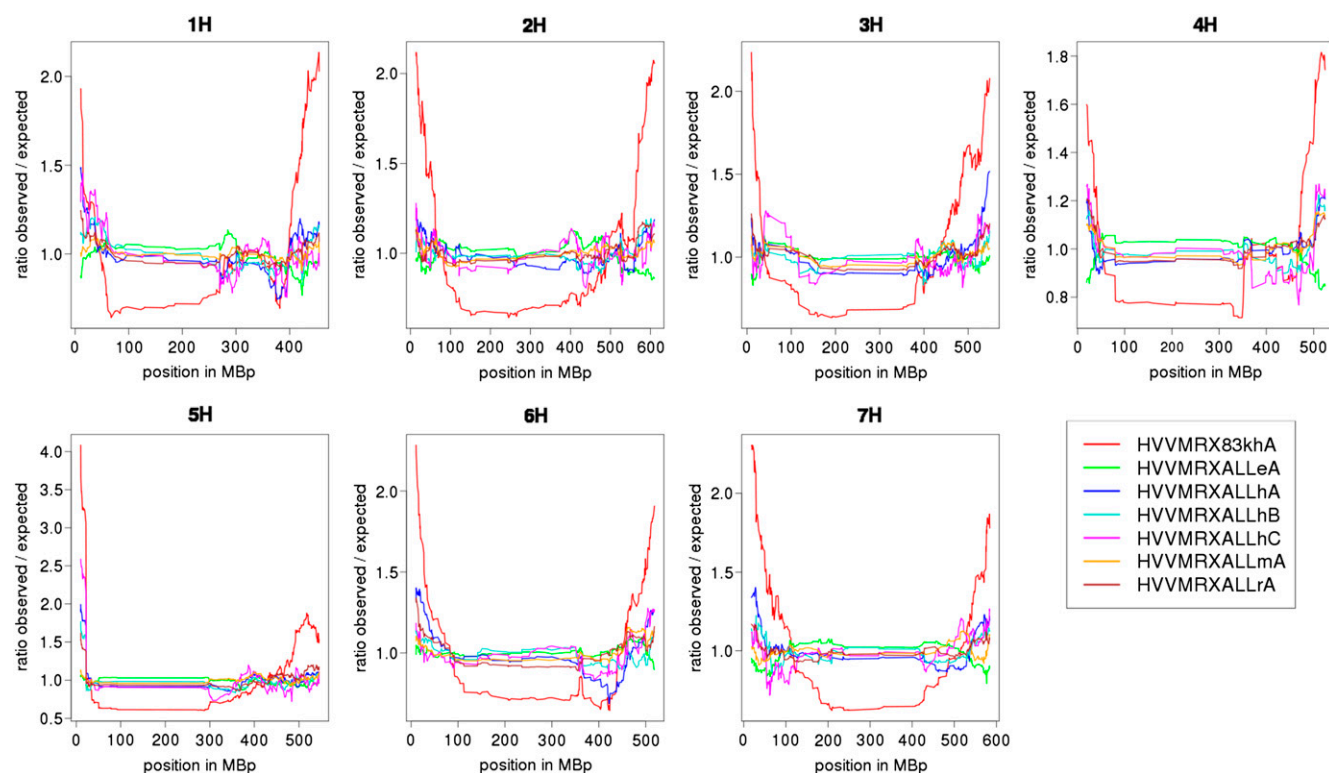 1H
2H
3H
4H
ratio observed / expected
2.0
1.5
1.0
0 100 200 300 400
position in MBp
ratio observed / expected
2.0
1.5
1.0
0 100 200 300 400 500 600
position in MBp
ratio observed / expected
2.0
1.5
1.0
0 100 200 300 400 500
position in MBp
ratio observed / expected
1.8
1.6
1.4
1.2
1.0
0.8
0 100 200 300 400 500
position in MBp
5H
6H
7H
ratio observed / expected
4.0
3.5
3.0
2.5
2.0
1.5
1.0
0.5
0 100 200 300 400 500
position in MBp
ratio observed / expected
2.0
1.5
1.0
0 100 200 300 400 500
position in MBp
ratio observed / expected
2.0
1.5
1.0
0 100 200 300 400 500 600
position in MBp
HVVMRX83khA
HVVMRXALLeA
HVVMRXALLhA
HVVMRXALLhB
HVVMRXALLhC
HVVMRXALLmA
HVVMRXALLrA